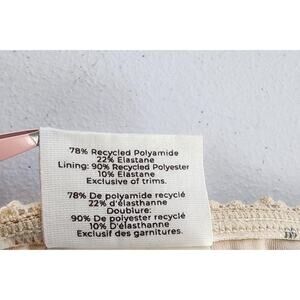 78% Recycled Polyamide
22% Elastane
Lining: 90% Recycled Polyester
10% Elastane
Exclusive of trims.
78% De polyamide recyclé
22% d'élasthanne
Doublure:
90% De polyester recyclé
10% D'élasthanne
Exclusif des garnitures.